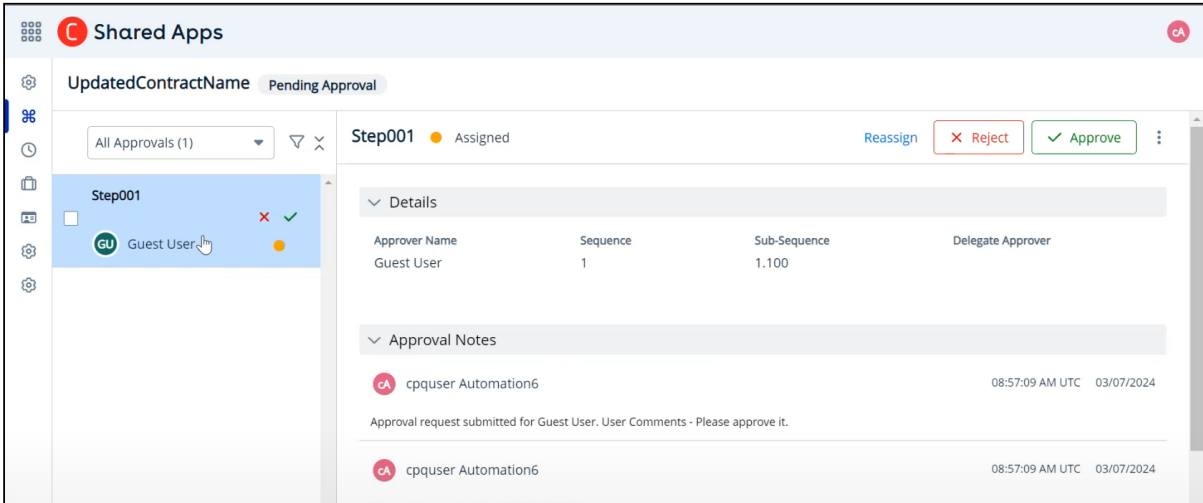 C Shared Apps
cA
UpdatedContractName Pending Approval
All Approvals (1)
Step001
GU Guest User
Step001 Assigned Reassign Reject Approve
Details
Approver Name Sequence Sub-Sequence Delegate Approver
Guest User 1 1.100
Approval Notes
cA cpquser Automation6 08:57:09 AM UTC 03/07/2024
Approval request submitted for Guest User. User Comments - Please approve it.
cA cpquser Automation6 08:57:09 AM UTC 03/07/2024